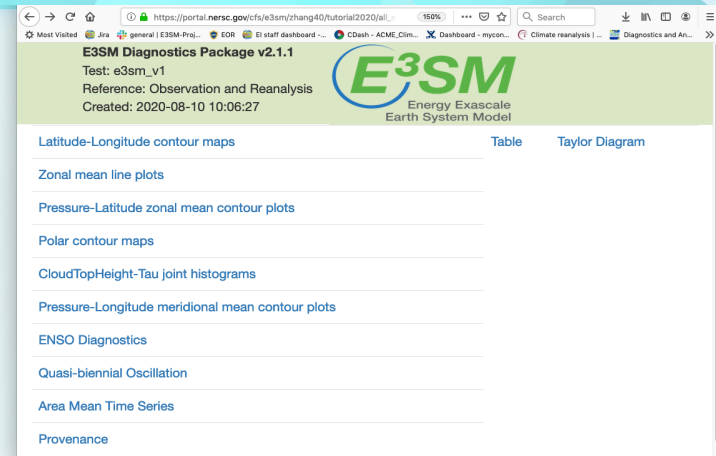 https://portal.nersc.gov/cfs/e3sm/zhang40/tutorial2020/all_s
150%
Search
Most Visited
Jira
general | E3SM-Proj...
EOR
EI staff dashboard -...
CDash - ACME_Clim...
Dashboard - mycon...
Climate reanalysis | ...
Diagnostics and An...
E3SM Diagnostics Package v2.1.1
Test: e3sm_v1
Reference: Observation and Reanalysis
Created: 2020-08-10 10:06:27
E3SM
Energy Exascale
Earth System Model
Latitude-Longitude contour maps
Table
Taylor Diagram
Zonal mean line plots
Pressure-Latitude zonal mean contour plots
Polar contour maps
CloudTopHeight-Tau joint histograms
Pressure-Longitude meridional mean contour plots
ENSO Diagnostics
Quasi-biennial Oscillation
Area Mean Time Series
Provenance